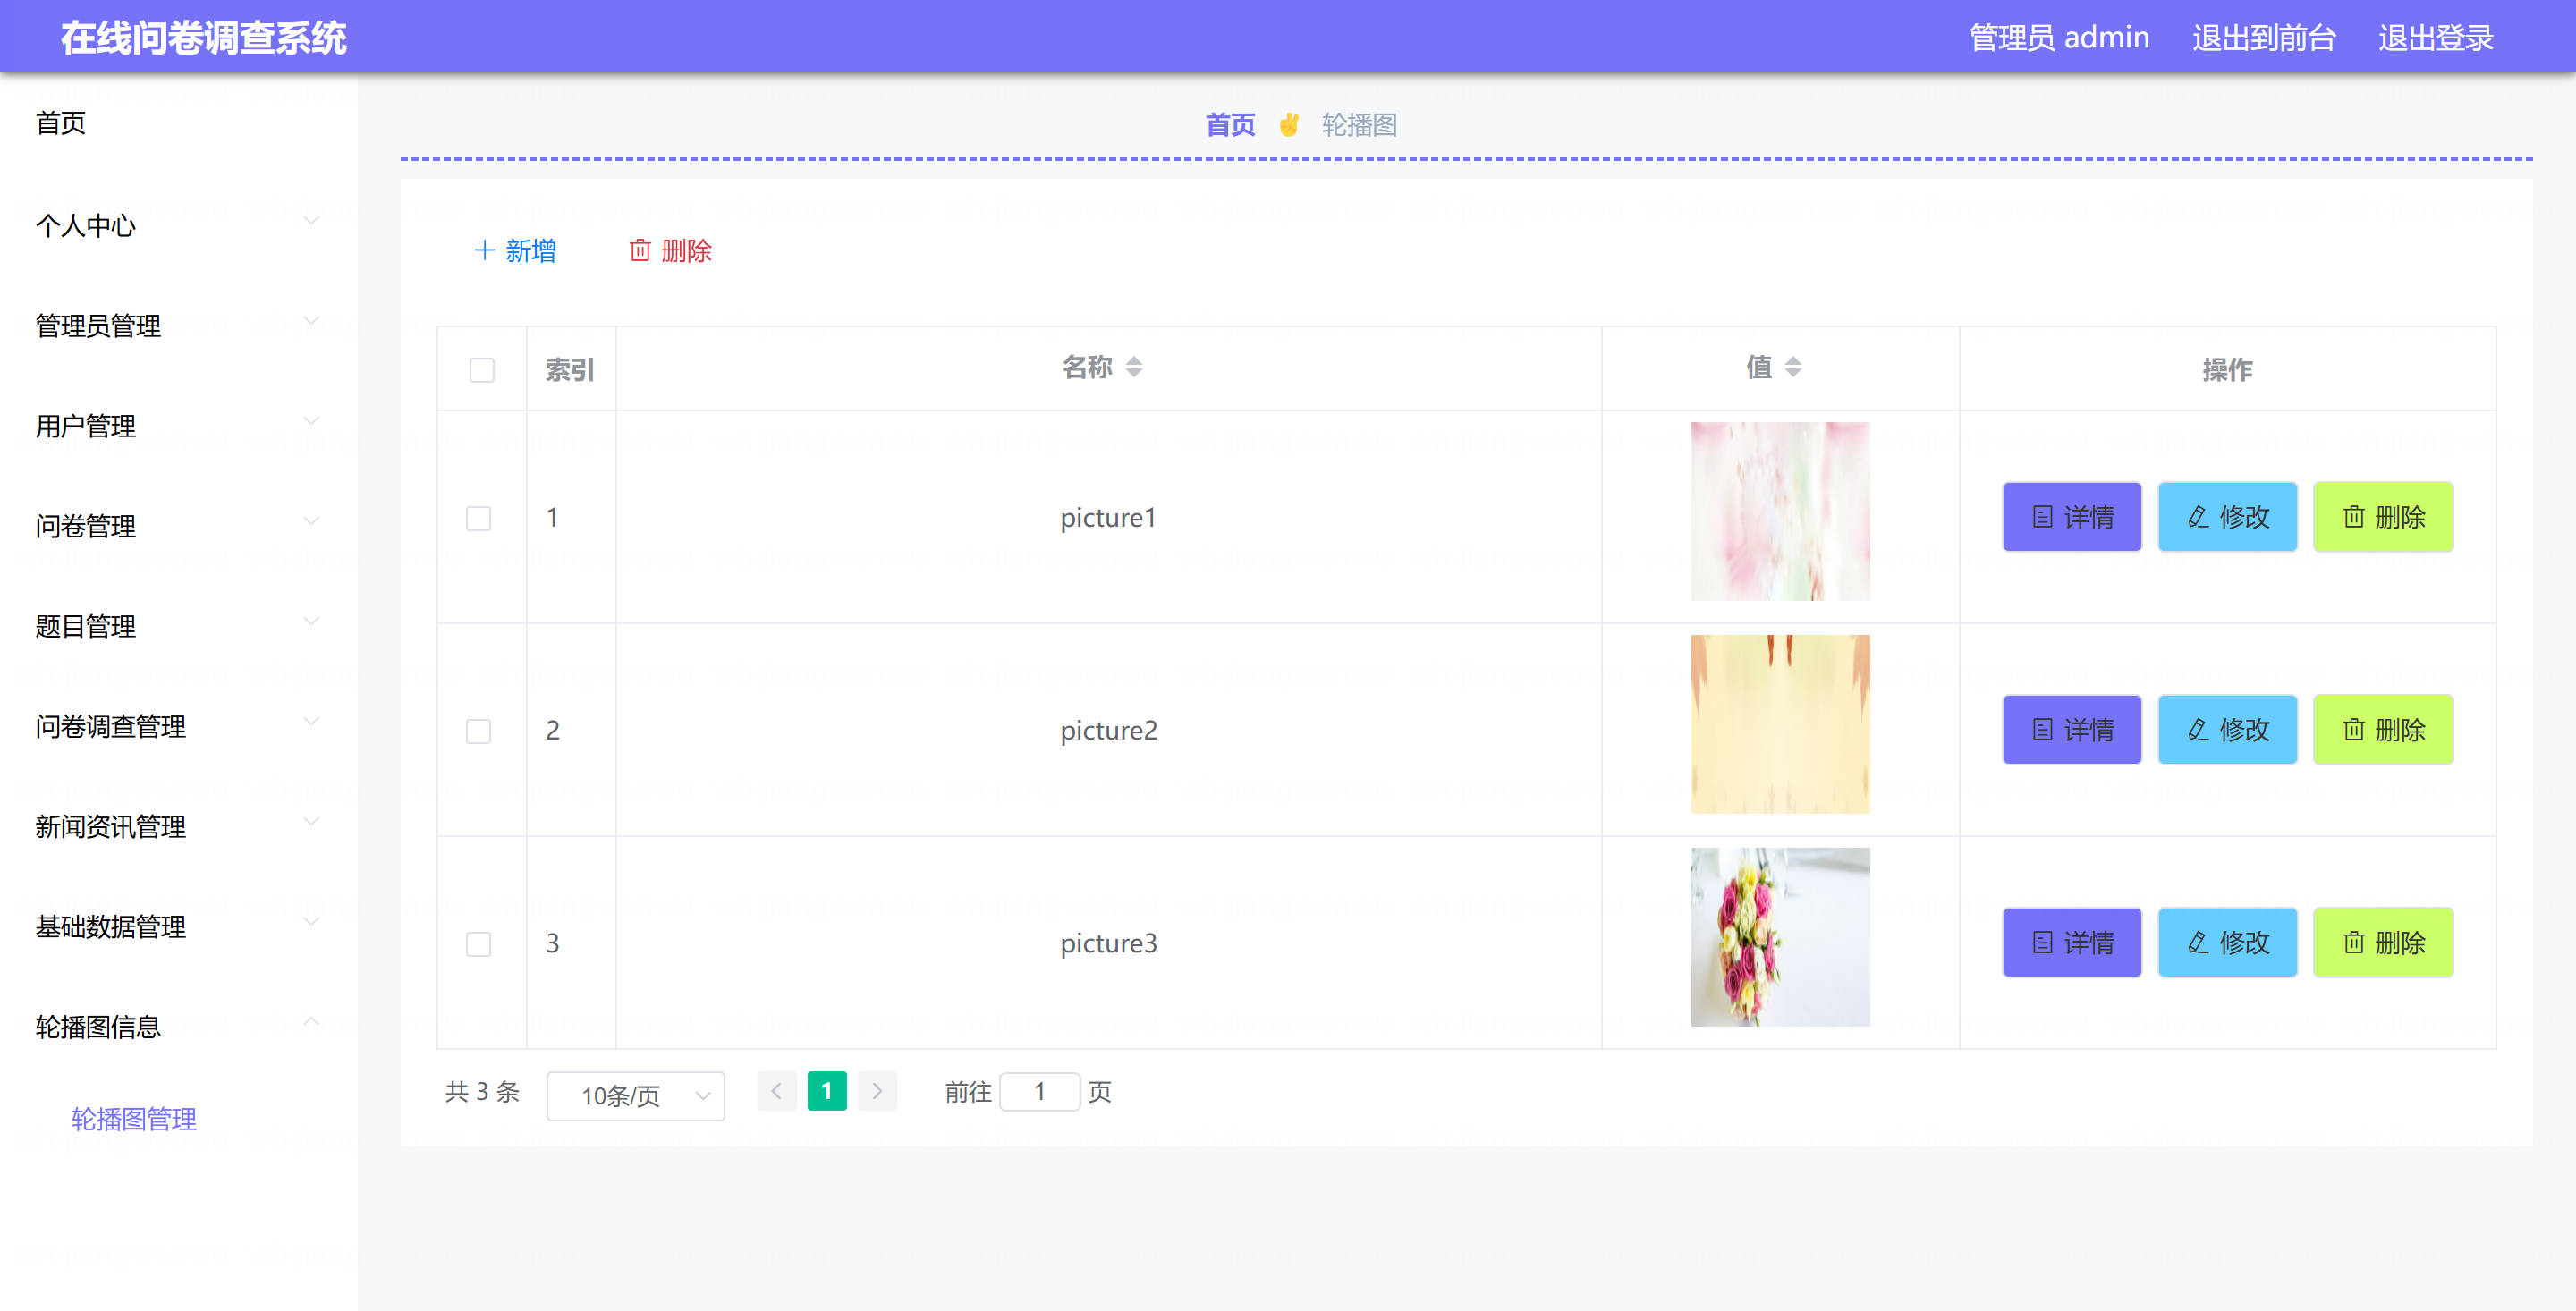 在线问卷调查系统
管理员 admin 退出到前台 退出登录
首页
个人中心
管理员管理
用户管理
问卷管理
题目管理
问卷调查管理
新闻资讯管理
基础数据管理
轮播图信息
轮播图管理
首页 轮播图
新增 删除
索引 名称 值 操作
1 picture1 详情 修改 删除
2 picture2 详情 修改 删除
3 picture3 详情 修改 删除
共 3 条 10条/页 1 前往 1 页